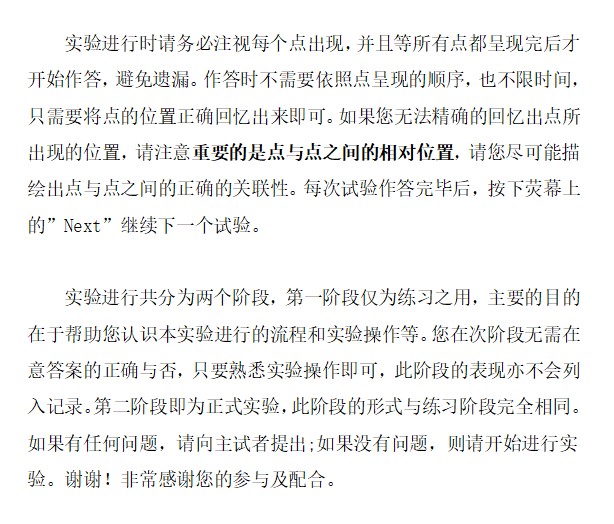 实验进行时请务必注视每个点出现，并且等所有点都呈现完后才
开始作答，避免遗漏。作答时不需要依照点呈现的顺序，也不限时间，
只需要将点的位置正确回忆出来即可。如果您无法精确的回忆出点所
出现的位置，请注意重要的是点与点之间的相对位置，请您尽可能描
绘出点与点之间的正确的关联性。每次试验作答完毕后，按下荧幕上
的”Next”继续下一个试验。
实验进行共分为两个阶段，第一阶段仅为练习之用，主要的目的
在于帮助您认识本实验进行的流程和实验操作等。您在次阶段无需在
意答案的正确与否，只要熟悉实验操作即可，此阶段的表现亦不会列
入记录。第二阶段即为正式实验，此阶段的形式与练习阶段完全相同。
如果有任何问题，请向主试者提出;如果没有问题，则请开始进行实
验。谢谢！非常感谢您的参与及配合。